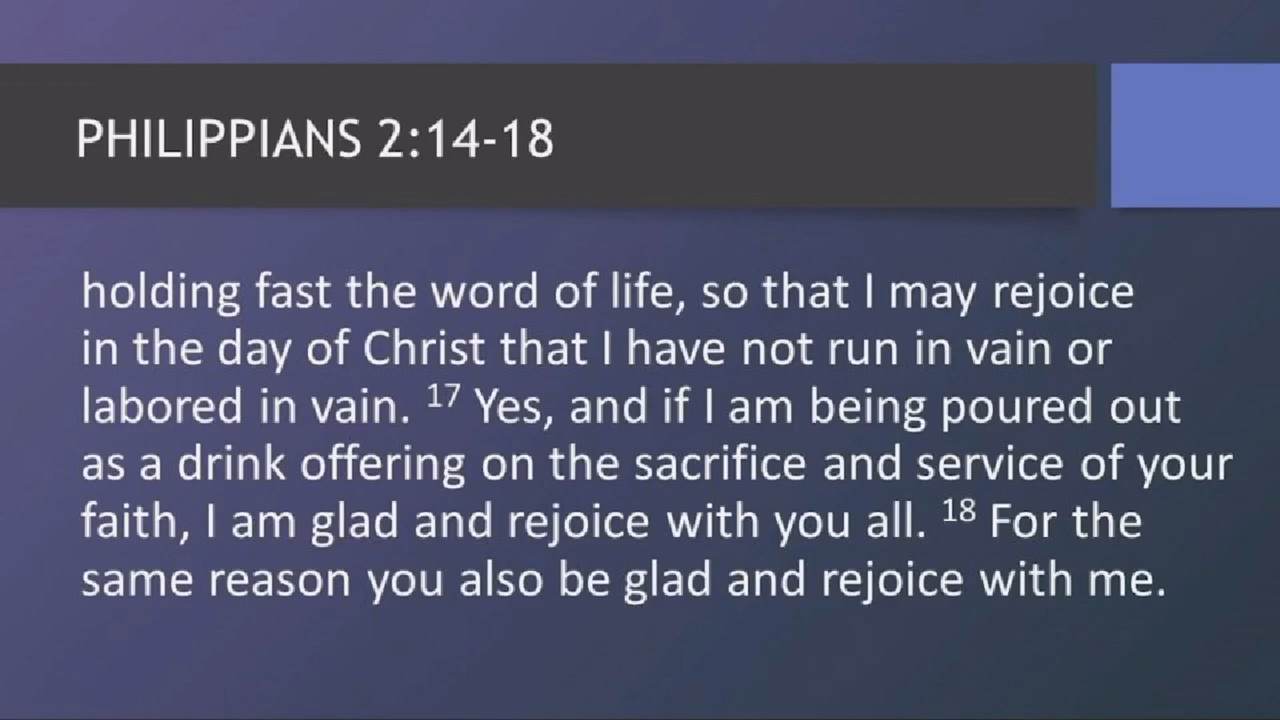 PHILIPPIANS 2:14-18
holding fast the word of life, so that I may rejoice
in the day of Christ that I have not run in vain or
labored in vain. 17 Yes, and if I am being poured out
as a drink offering on the sacrifice and service of your
faith, I am glad and rejoice with you all. 18 For the
same reason you also be glad and rejoice with me.